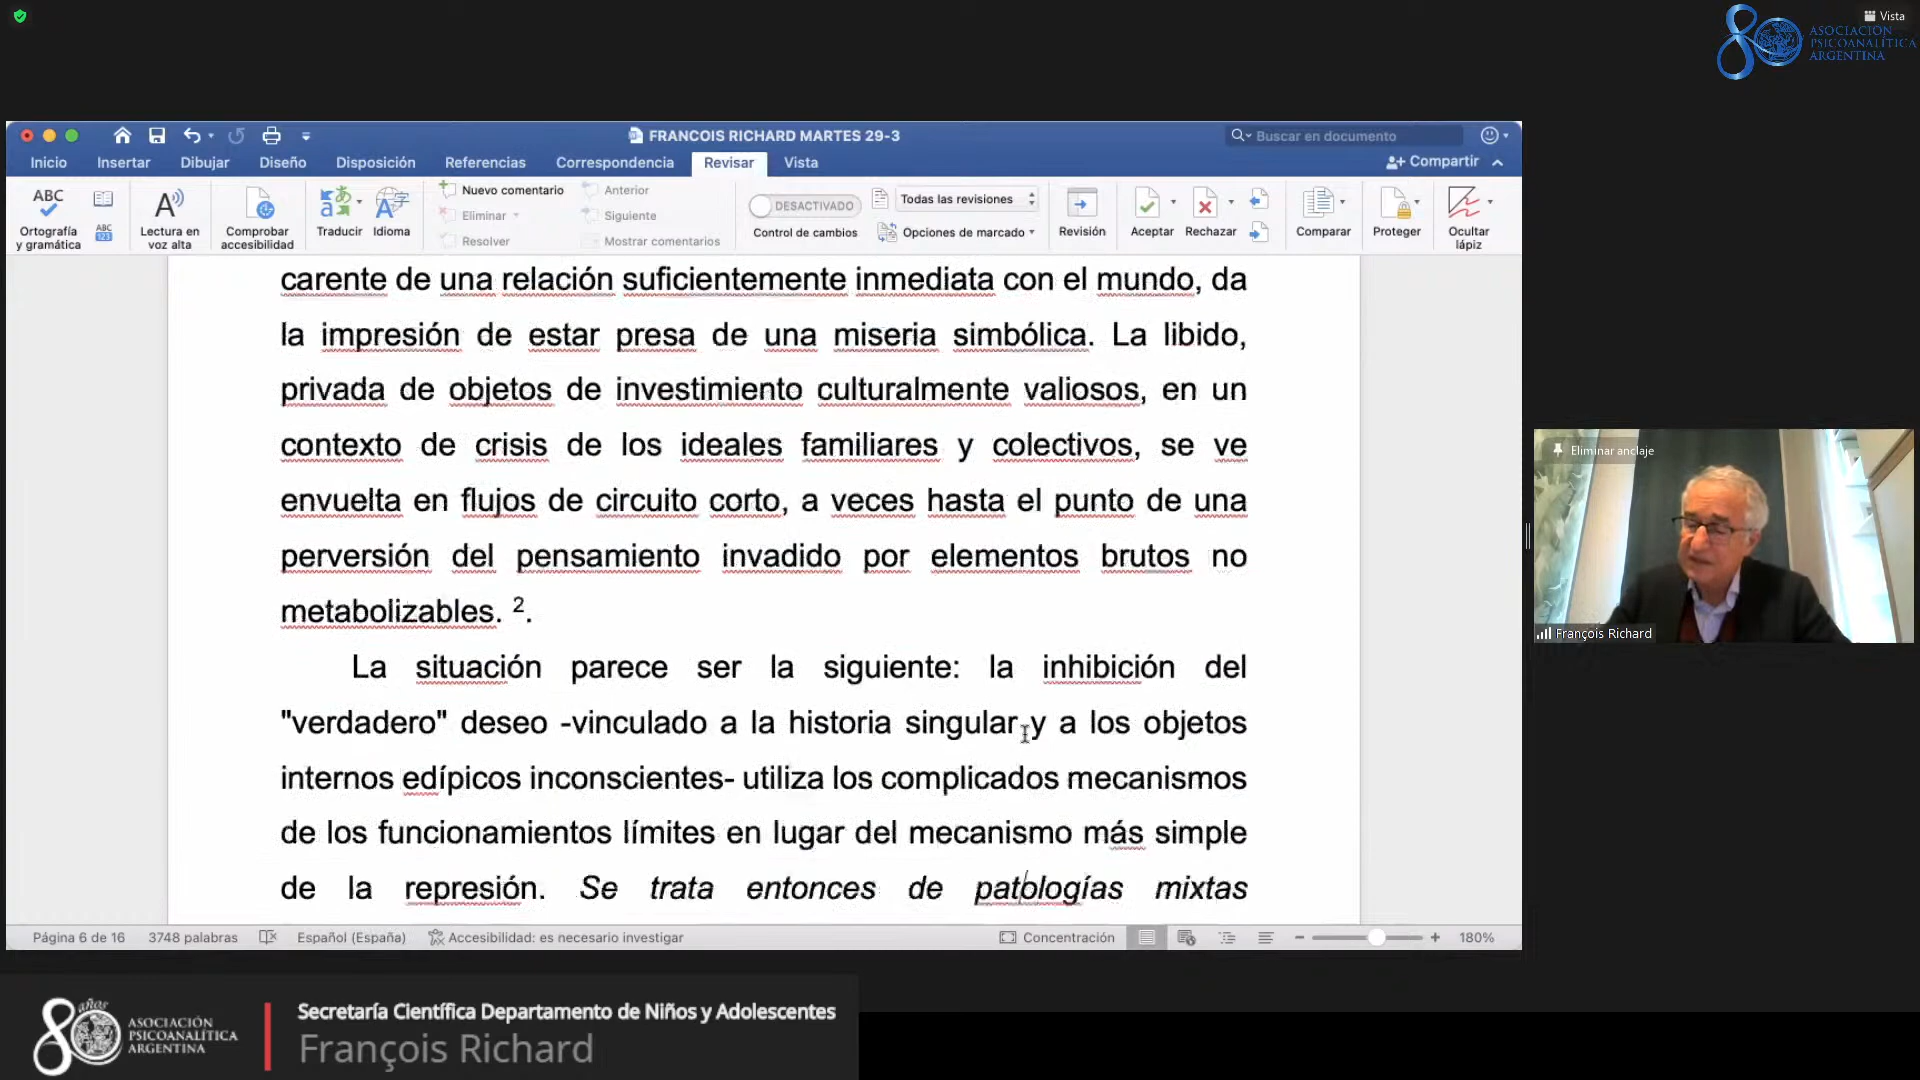 Vista
ASOCIACIÓN
PSICOANALÍTICA
ARGENTINA
FRANCOIS RICHARD MARTES 29-3
Buscar en documento
Inicio Insertar Dibujar Diseño Disposición Referencias Correspondencia Revisar Vista
Compartir
ABC
Ortografía
y gramática
ABC
123
Lectura en
voz alta
Comprobar
accesibilidad
Traducir
Idioma
Nuevo comentario
Eliminar
Resolver
Anterior
Siguiente
Mostrar comentarios
DESACTIVADO
Control de cambios
Todas las revisiones
Opciones de marcado
Revisión
Aceptar
Rechazar
Comparar
Proteger
Ocultar
lápiz
carente de una relación suficientemente inmediata con el mundo, da
la impresión de estar presa de una miseria simbólica. La libido,
privada de objetos de investimiento culturalmente valiosos, en un
contexto de crisis de los ideales familiares y colectivos, se ve
envuelta en flujos de circuito corto, a veces hasta el punto de una
perversión del pensamiento invadido por elementos brutos no
metabolizables. ².
La situación parece ser la siguiente: la inhibición del
"verdadero" deseo -vinculado a la historia singular y a los objetos
internos edípicos inconscientes- utiliza los complicados mecanismos
de los funcionamientos límites en lugar del mecanismo más simple
de la represión. Se trata entonces de patologías mixtas
Página 6 de 16 3748 palabras Español (España) Accesibilidad: es necesario investigar
Concentración
180%
Eliminar anclaje
François Richard
80 años
ASOCIACIÓN
PSICOANALÍTICA
ARGENTINA
Secretaría Científica Departamento de Niños y Adolescentes
François Richard